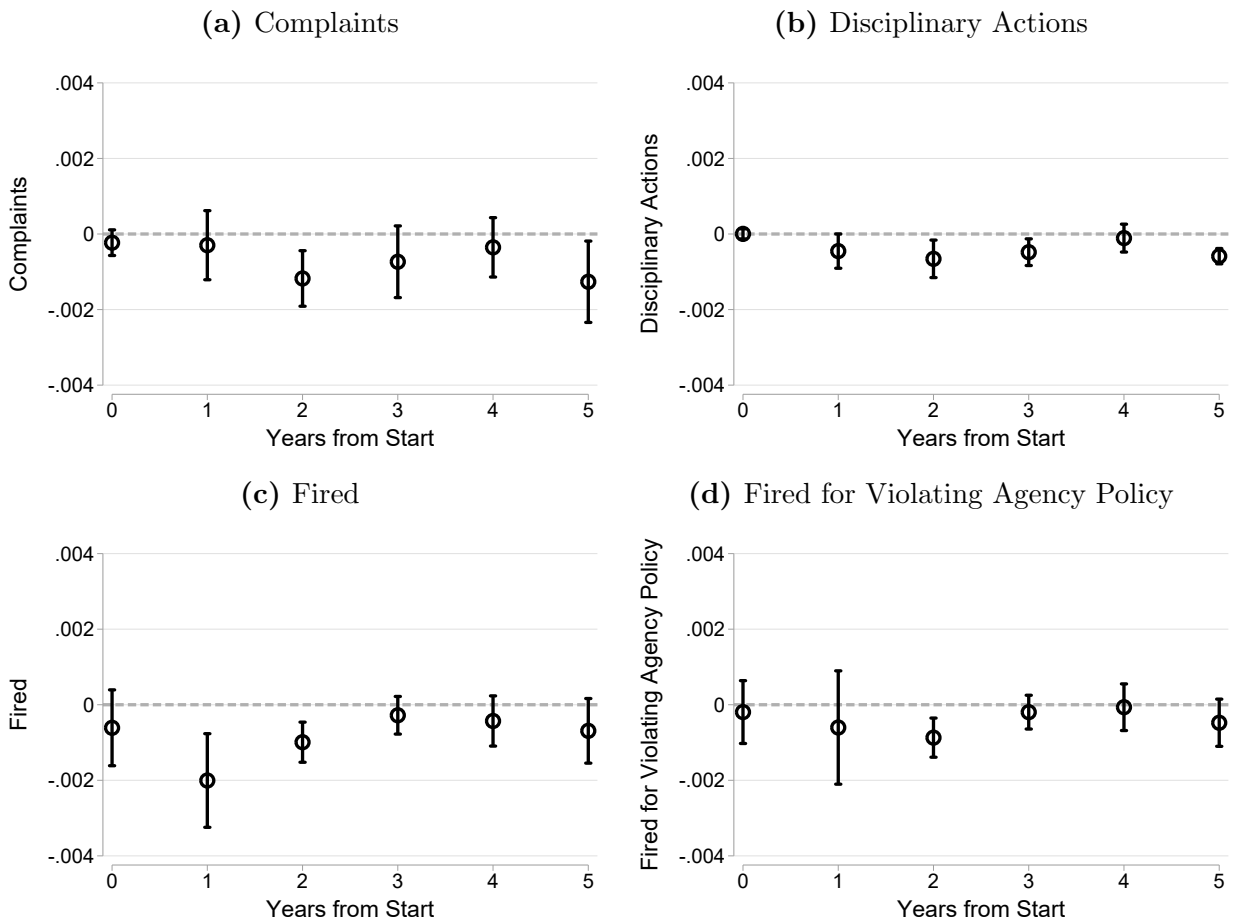 (a) Complaints
.004
.002
0
-.002
-.004
Complaints
0 1 2 3 4 5
Years from Start
(b) Disciplinary Actions
.004
.002
0
-.002
-.004
Disciplinary Actions
0 1 2 3 4 5
Years from Start
(c) Fired
.004
.002
0
-.002
-.004
Fired
0 1 2 3 4 5
Years from Start
(d) Fired for Violating Agency Policy
.004
.002
0
-.002
-.004
Fired for Violating Agency Policy
0 1 2 3 4 5
Years from Start